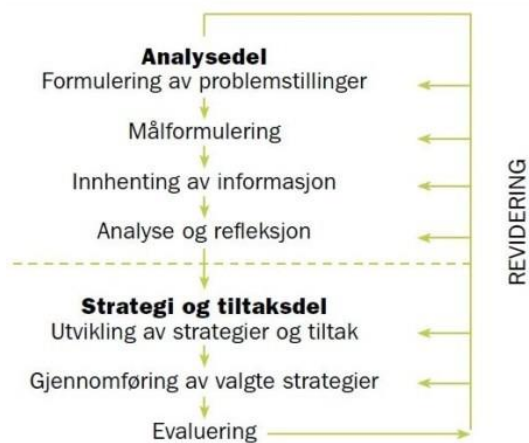 Analysedel
Formulering av problemstillinger
Målformulering
Innhenting av informasjon
Analyse og refleksjon
Strategi og tiltaksdel
Utvikling av strategier og tiltak
Gjennomføring av valgte strategier
Evaluering
REVIDERING